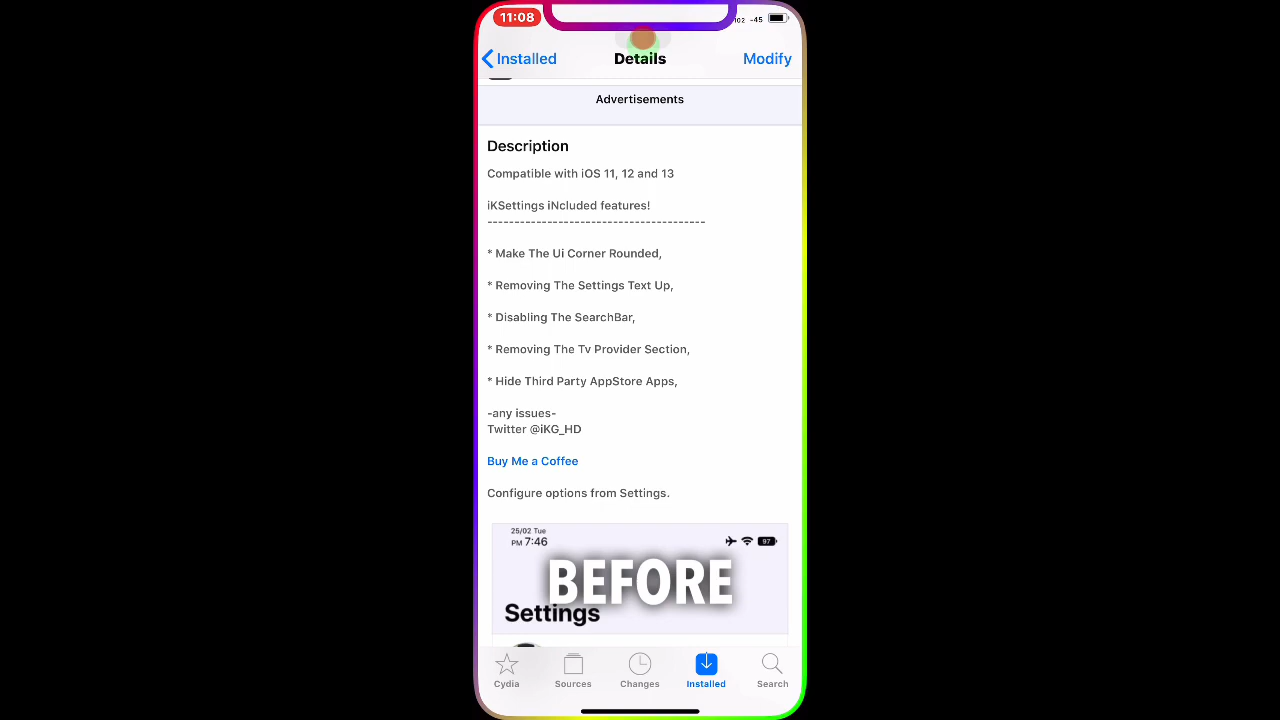 11:08
-45
Installed
Details
Modify
Advertisements
Description
Compatible with iOS 11, 12 and 13
iKSettings iNcluded features!
---------------------------------------
* Make The Ui Corner Rounded,
* Removing The Settings Text Up,
* Disabling The SearchBar,
* Removing The Tv Provider Section,
* Hide Third Party AppStore Apps,
-any issues-
Twitter @iKG_HD
Buy Me a Coffee
Configure options from Settings.
25/02 Tue
PM 7:46
97
BEFORE
Settings
Cydia
Sources
Changes
Installed
Search